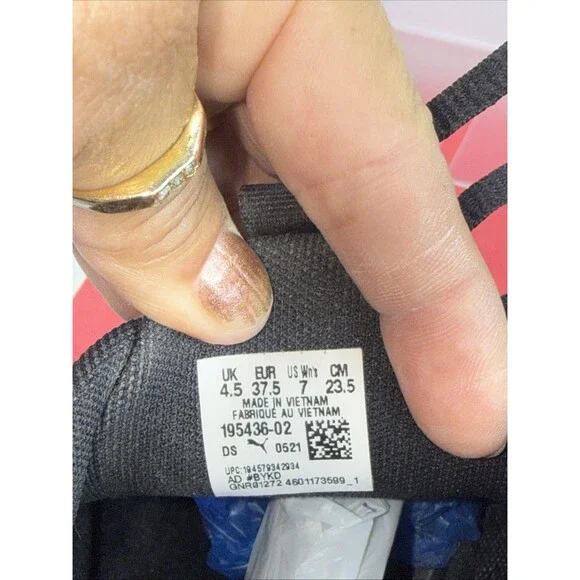 UK EUR US Wn's CM
4.5 37.5 7 23.5
MADE IN VIETNAM
FABRIQUÉ AU VIETNAM
195436-02
DS 0521
UPC:194579342934
AD #BYKD
GNR01272 4601173599_1